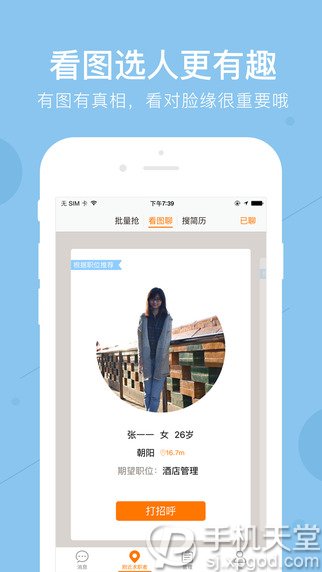 看图选人更有趣
有图有真相，看对脸缘很重要哦
无 SIM 卡 下午7:39
批量抢 看图聊 搜简历 已聊
根据职位推荐
张一一 女 26岁
朝阳 16.7m
期望职位：酒店管理
打招呼
手机天堂
消息 附近求职者 管理
sj.xpgod.com